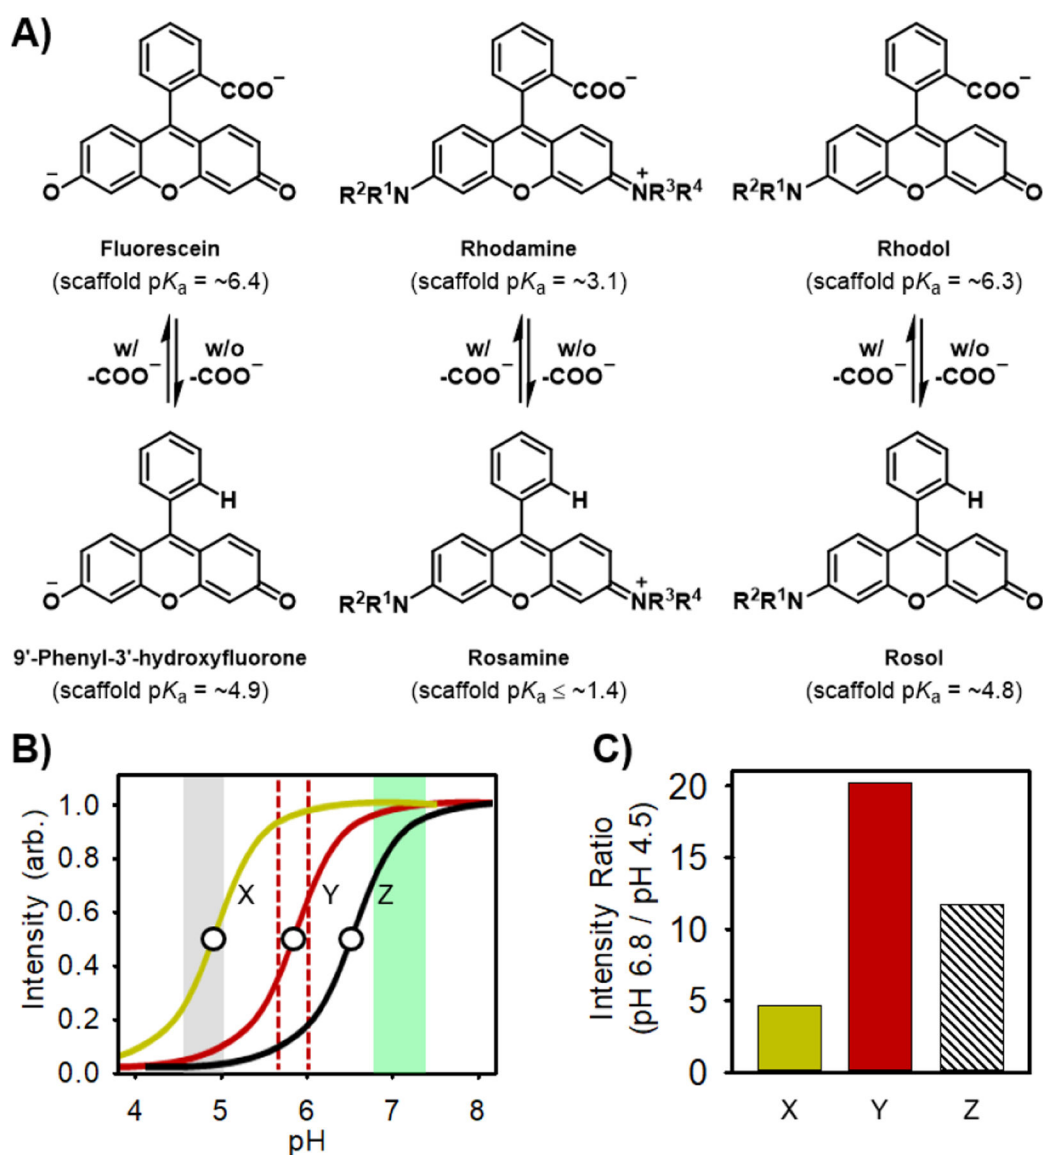 A)
COO⁻
⁻O
O
O
Fluorescein
(scaffold pKₐ = ~6.4)
COO⁻
R²R¹N
O
+
NR³R⁴
Rhodamine
(scaffold pKₐ = ~3.1)
COO⁻
R²R¹N
O
O
Rhodol
(scaffold pKₐ = ~6.3)
w/
-COO⁻
w/o
-COO⁻
w/
-COO⁻
w/o
-COO⁻
w/
-COO⁻
w/o
-COO⁻
H
⁻O
O
O
9'-Phenyl-3'-hydroxyfluorone
(scaffold pKₐ = ~4.9)
H
R²R¹N
O
+
NR³R⁴
Rosamine
(scaffold pKₐ ≤ ~1.4)
H
R²R¹N
O
O
Rosol
(scaffold pKₐ = ~4.8)
B)
Intensity (arb.)
1.0
0.8
0.6
0.4
0.2
0.0
X
Y
Z
4
5
6
7
8
pH
C)
Intensity Ratio
(pH 6.8 / pH 4.5)
20
15
10
5
0
X
Y
Z